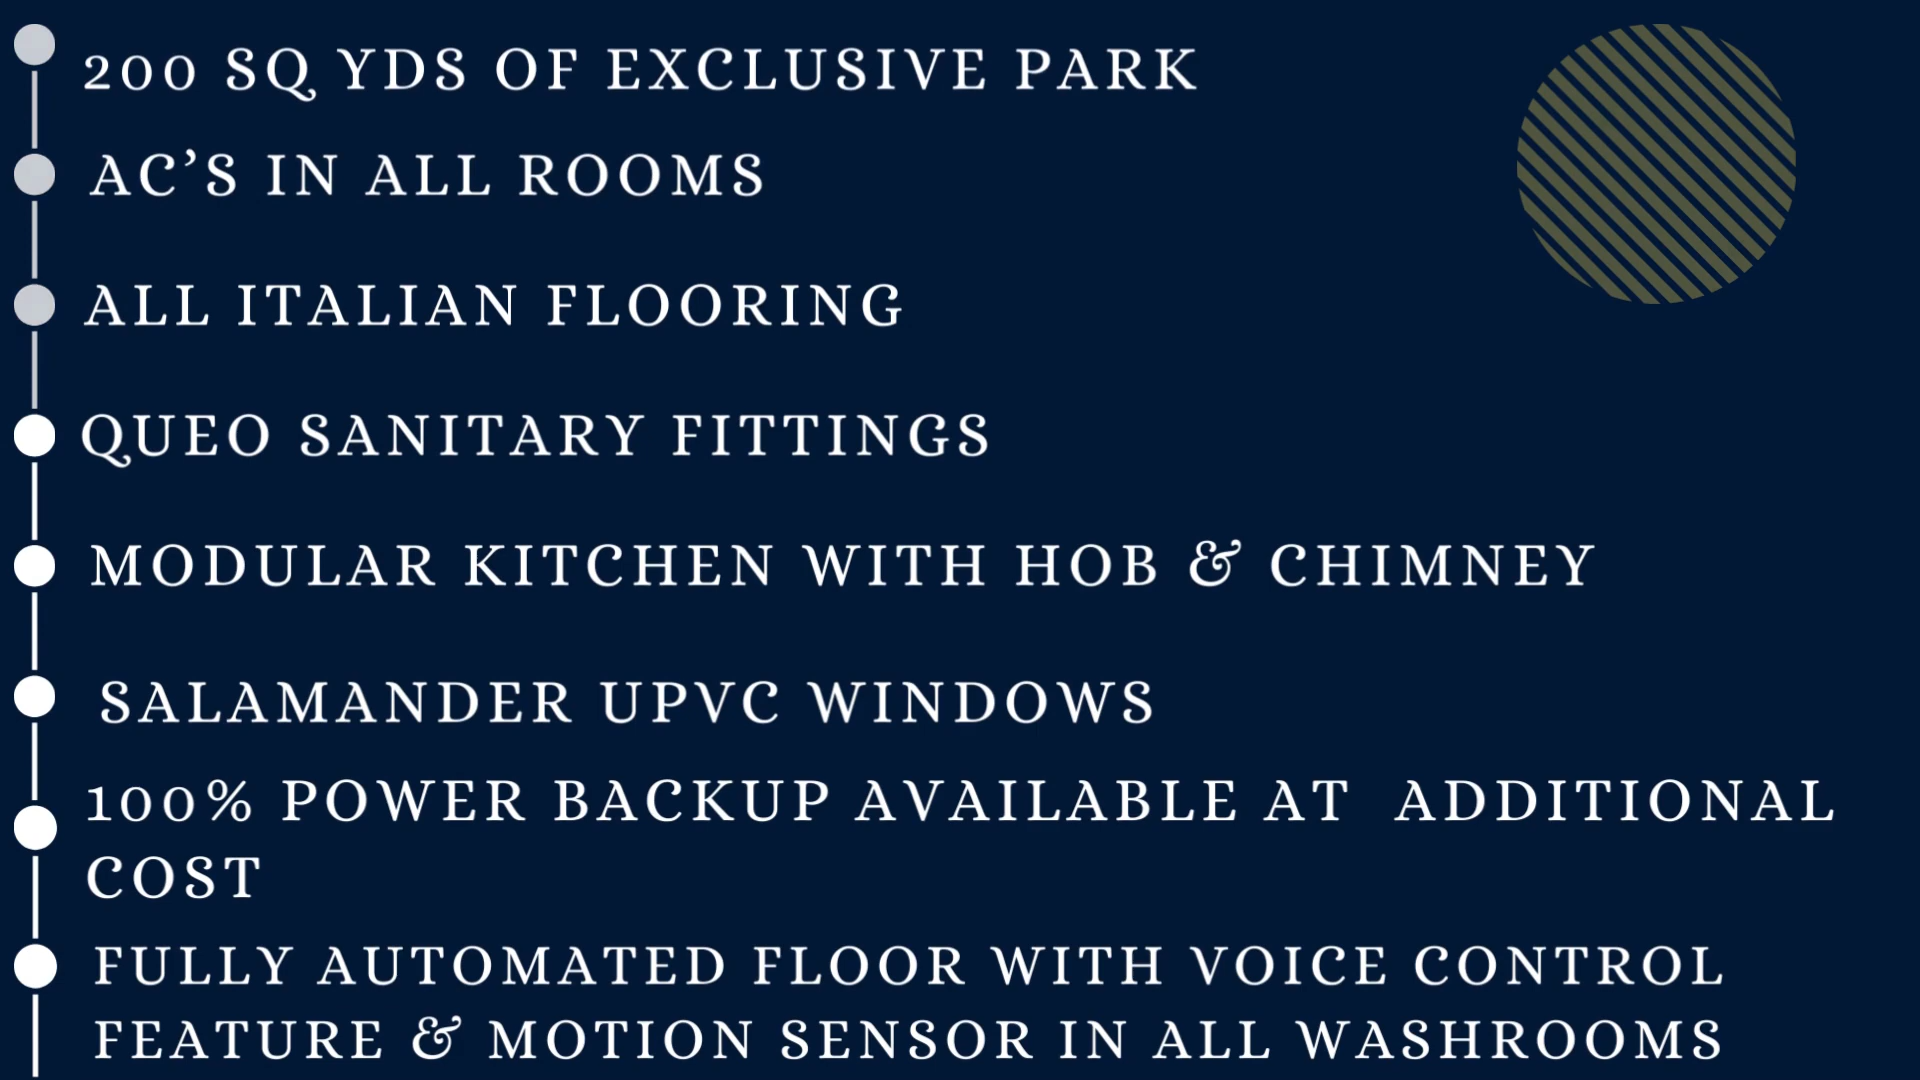 200 SQ YDS OF EXCLUSIVE PARK
AC’S IN ALL ROOMS
ALL ITALIAN FLOORING
QUEO SANITARY FITTINGS
MODULAR KITCHEN WITH HOB & CHIMNEY
SALAMANDER UPVC WINDOWS
100% POWER BACKUP AVAILABLE AT ADDITIONAL
COST
FULLY AUTOMATED FLOOR WITH VOICE CONTROL
FEATURE & MOTION SENSOR IN ALL WASHROOMS